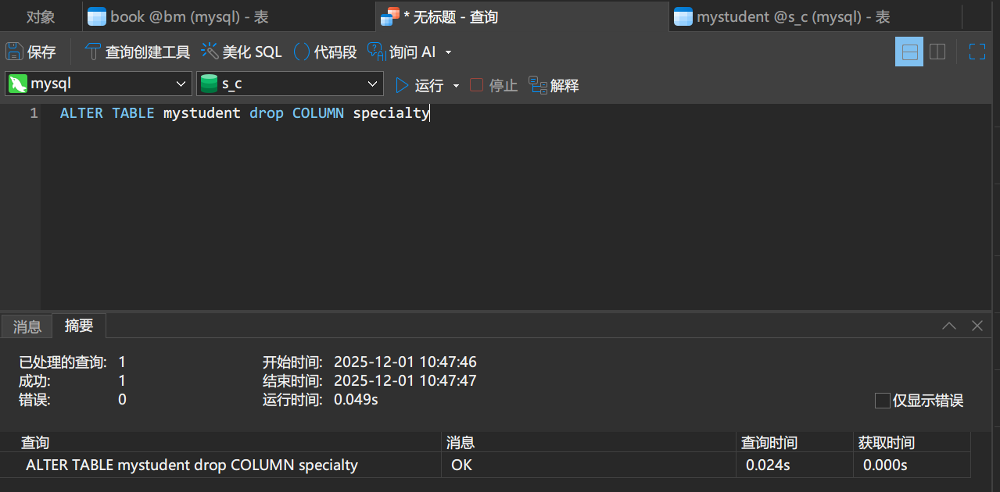 对象 book @bm (mysql) - 表 * 无标题 - 查询 mystudent @s_c (mysql) - 表
保存 查询创建工具 美化 SQL () 代码段 询问 AI
mysql s_c 运行 停止 解释
1 ALTER TABLE mystudent drop COLUMN specialty
消息 摘要
已处理的查询: 1 开始时间: 2025-12-01 10:47:46
成功: 1 结束时间: 2025-12-01 10:47:47
错误: 0 运行时间: 0.049s 仅显示错误
查询 消息 查询时间 获取时间
ALTER TABLE mystudent drop COLUMN specialty OK 0.024s 0.000s